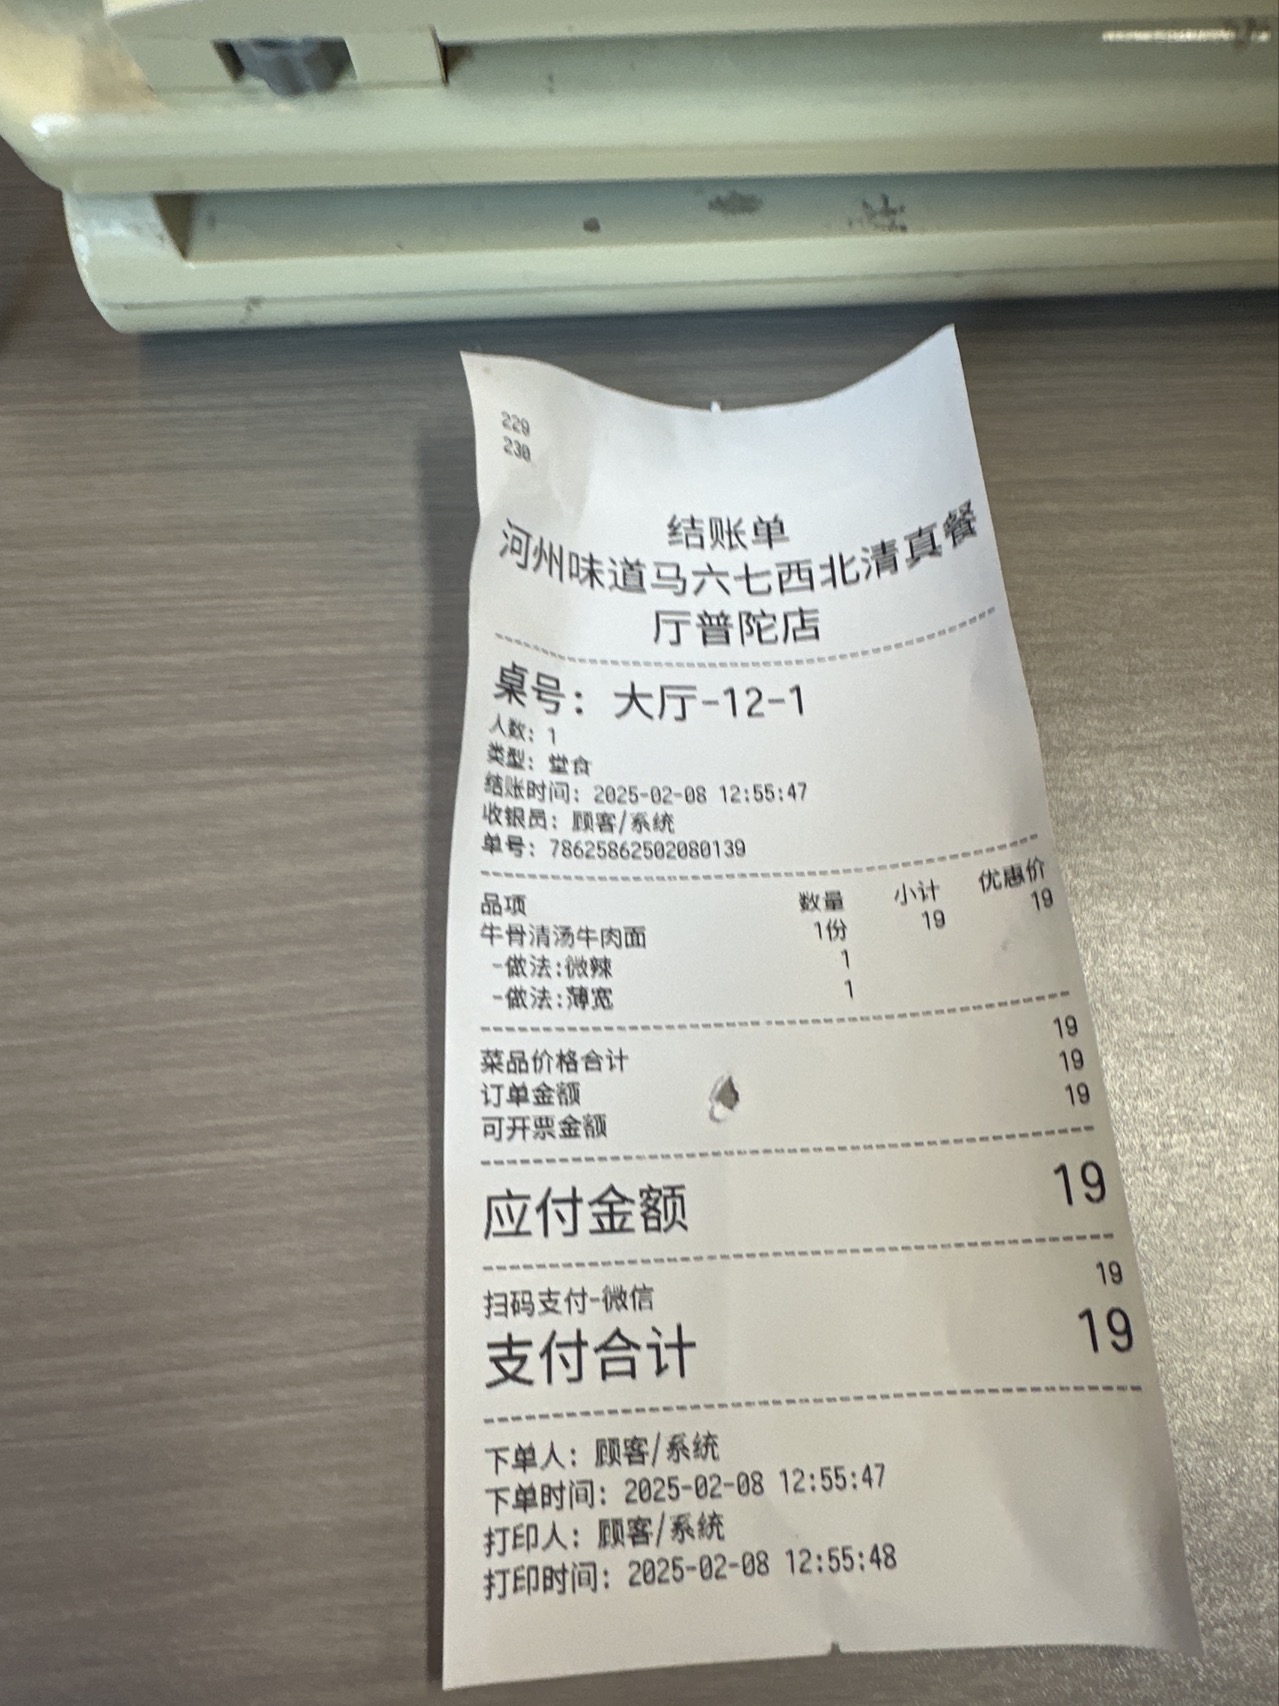 229
230
结账单
河州味道马六七西北清真餐
厅普陀店
桌号：大厅-12-1
人数：1
类型：堂食
结账时间：2025-02-08 12:55:47
收银员：顾客/系统
单号：78625862502080139
品项 数量 小计 优惠价
牛骨清汤牛肉面 1份 19 19
-做法:微辣 1
-做法:薄宽 1
菜品价格合计 19
订单金额 19
可开票金额 19
应付金额 19
扫码支付-微信 19
支付合计 19
下单人：顾客/系统
下单时间：2025-02-08 12:55:47
打印人：顾客/系统
打印时间：2025-02-08 12:55:48